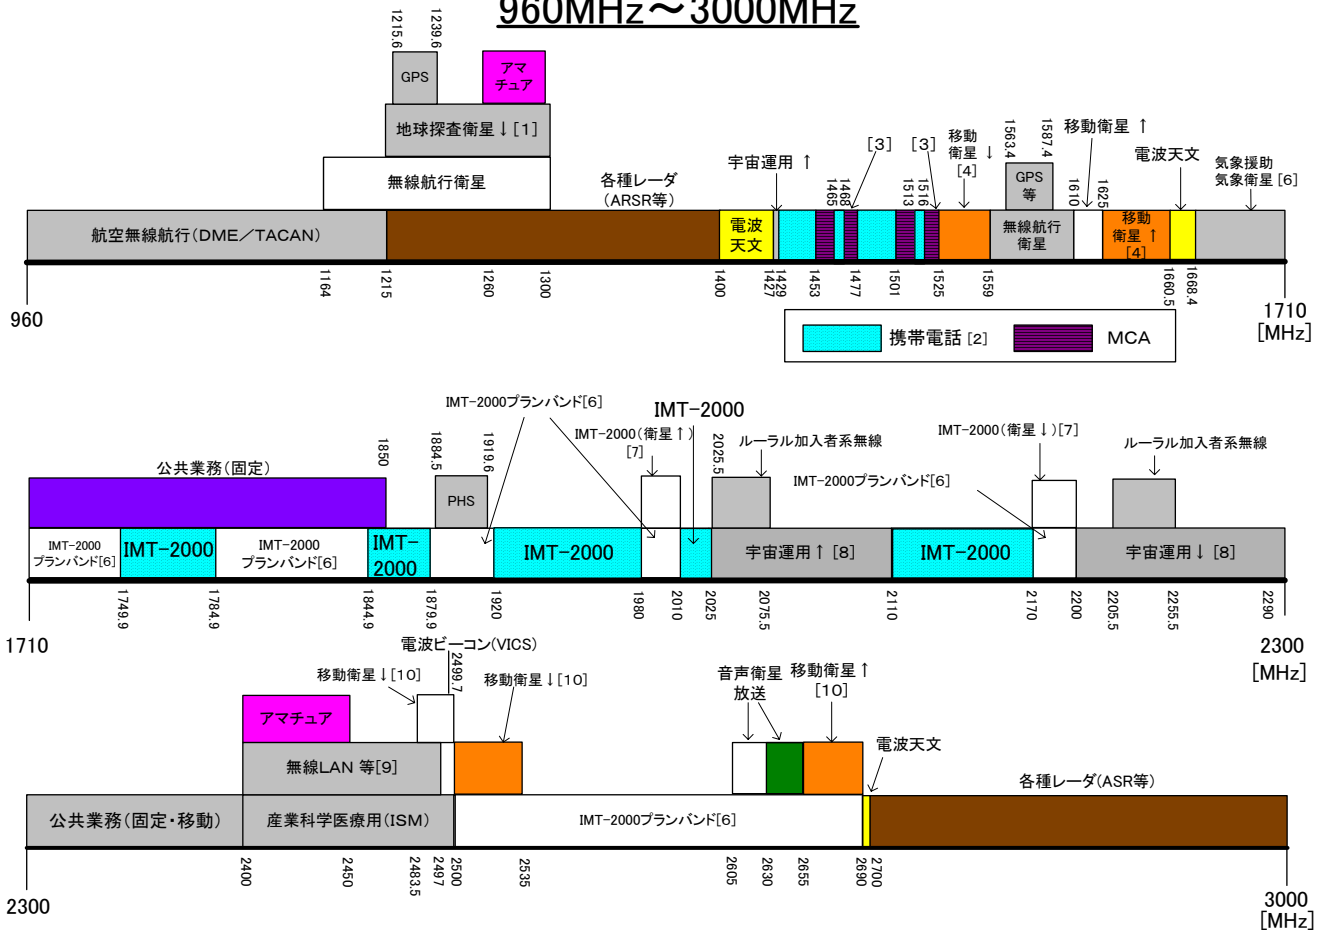 960MHz～3000MHz
1215.6
1239.6
GPS
アマ
チュア
地球探査衛星↓[1]
無線航行衛星
各種レーダ
(ARSR等)
宇宙運用 ↑
[3]
[3]
移動
衛星 ↓
[4]
1563.4
1587.4
移動衛星 ↑
電波天文
気象援助
気象衛星[6]
1465
1468
1513
1516
GPS
等
1610
1625
航空無線航行(DME／TACAN)
電波
天文
無線航行
衛星
移動
衛星 ↑
[4]
1164
1215
1260
1300
1400
1427
1429
1453
1477
1501
1525
1559
1660.5
1668.4
960
1710
[MHz]
携帯電話[2]
MCA
IMT-2000プランバンド[6]
IMT-2000
公共業務(固定)
1850
1884.5
1919.6
IMT-2000(衛星↑)
[7]
2025.5
ルーラル加入者系無線
IMT-2000(衛星↓)[7]
ルーラル加入者系無線
PHS
IMT-2000プランバンド[6]
IMT-2000
プランバンド[6]
IMT-2000
IMT-2000
プランバンド[6]
IMT-
2000
IMT-2000
宇宙運用↑ [8]
IMT-2000
宇宙運用↓ [8]
1749.9
1784.9
1844.9
1879.9
1920
1980
2010
2025
2075.5
2110
2170
2200
2205.5
2255.5
2290
1710
2300
[MHz]
電波ビーコン(VICS)
移動衛星↓[10]
2499.7
移動衛星↓[10]
音声衛星
放送
移動衛星↑
[10]
アマチュア
電波天文
無線LAN 等[9]
各種レーダ(ASR等)
公共業務(固定・移動)
産業科学医療用(ISM)
IMT-2000プランバンド[6]
2400
2450
2483.5
2497
2500
2535
2605
2630
2655
2690
2700
2300
3000
[MHz]